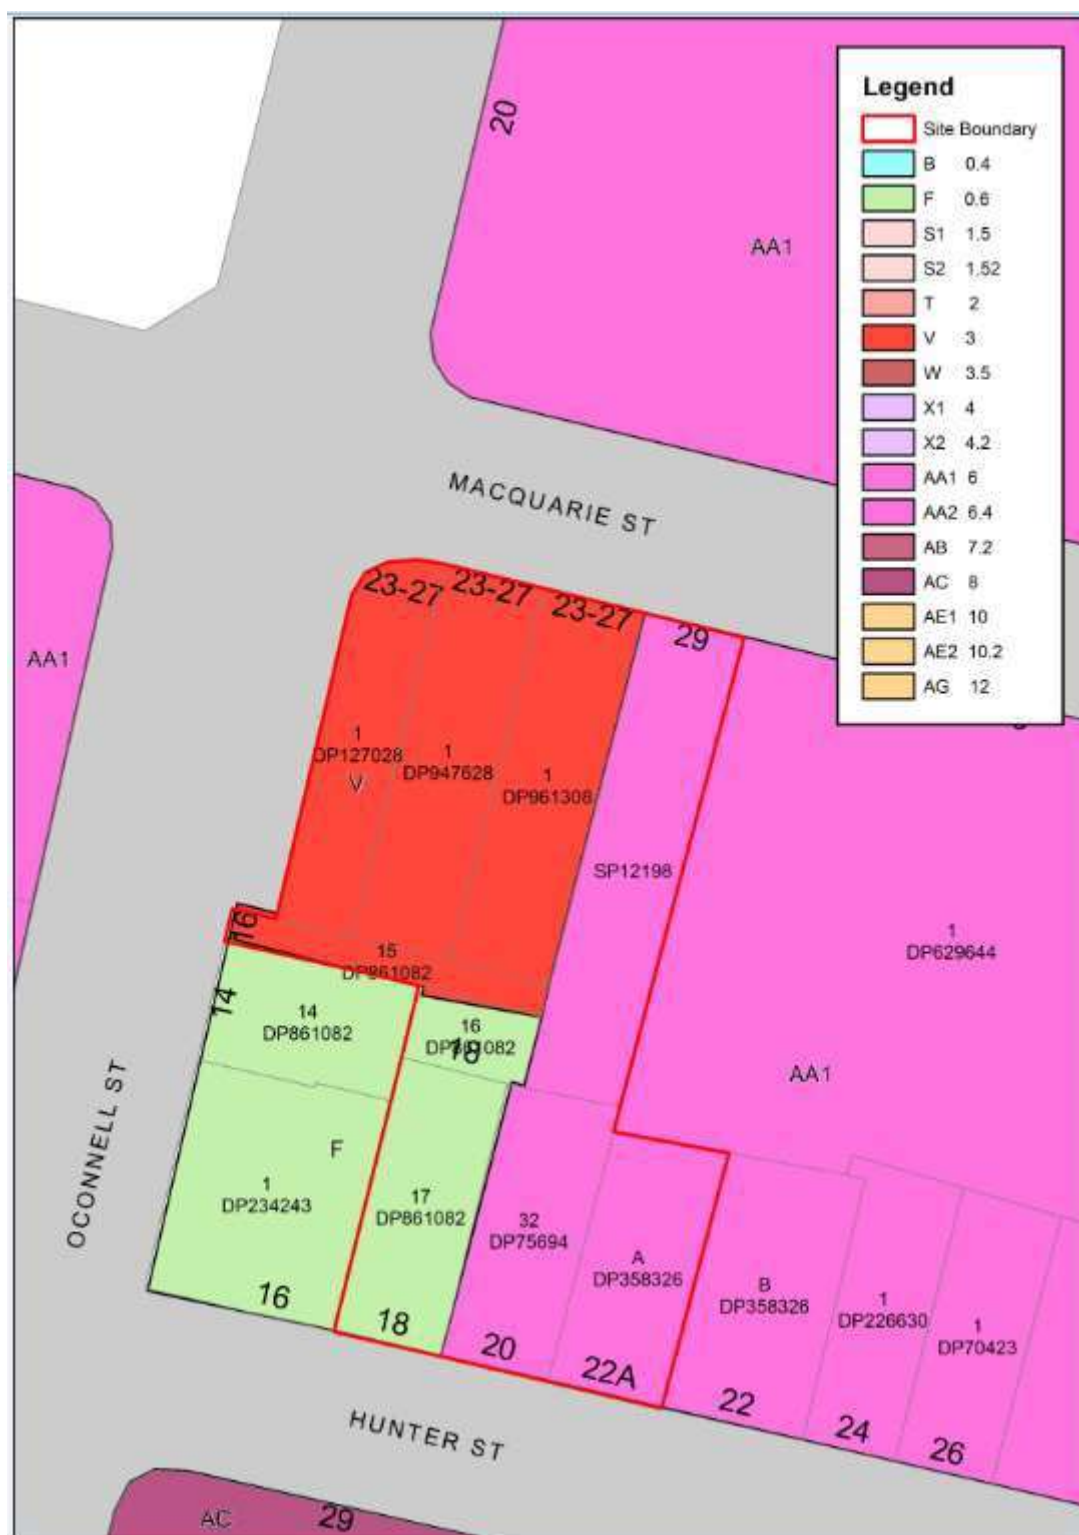 Legend
Site Boundary
B 0.4
F 0.6
S1 1.5
S2 1.52
T 2
V 3
W 3.5
X1 4
X2 4.2
AA1 6
AA2 6.4
AB 7.2
AC 8
AE1 10
AE2 10.2
AG 12
20
AA1
MACQUARIE ST
23-27
23-27
23-27
29
AA1
1
DP127028
V
1
DP947628
1
DP961308
SP12198
1
DP629644
16
15
DP861082
14
14
DP861082
16
DP861082
18
AA1
OCONNELL ST
F
1
DP234243
17
DP861082
32
DP75694
A
DP358326
B
DP358326
1
DP226630
1
DP70423
16
18
20
22A
22
24
26
HUNTER ST
AC
29